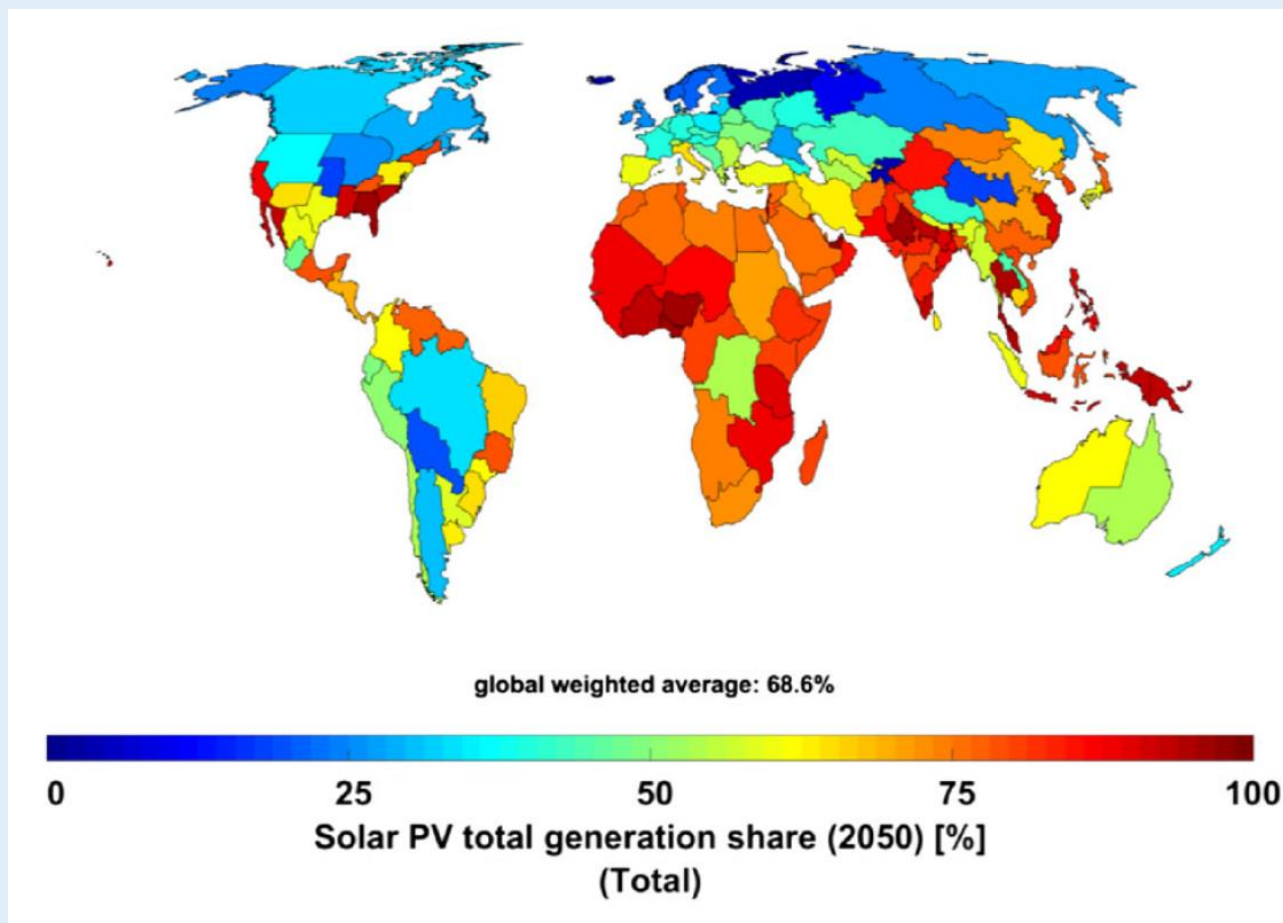 global weighted average: 68.6%
0 25 50 75 100
Solar PV total generation share (2050) [%]
(Total)